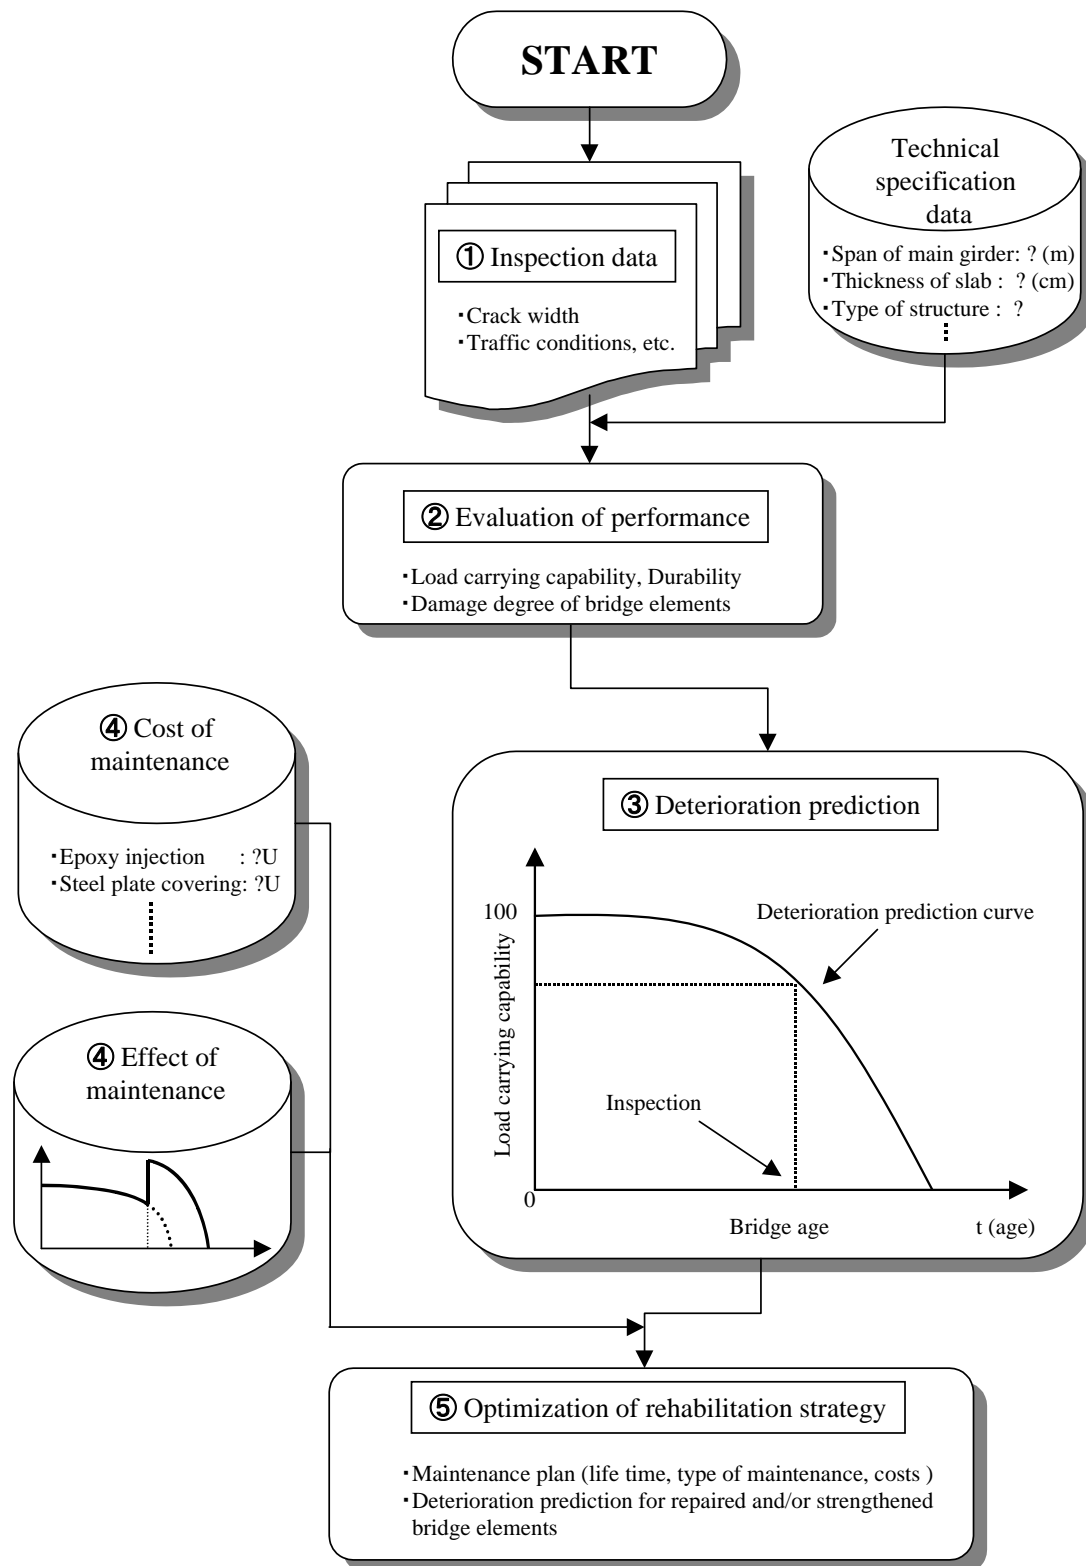 START
Technical
specification
data
・Span of main girder: ? (m)
・Thickness of slab :  ? (cm)
・Type of structure :  ?
① Inspection data
・Crack width
・Traffic conditions, etc.
② Evaluation of performance
・Load carrying capability, Durability
・Damage degree of bridge elements
④ Cost of
maintenance
・Epoxy injection : ?U
・Steel plate covering: ?U
④ Effect of
maintenance
③ Deterioration prediction
100
Deterioration prediction curve
Load carrying capability
Inspection
0
Bridge age
t (age)
⑤ Optimization of rehabilitation strategy
・Maintenance plan (life time, type of maintenance, costs )
・Deterioration prediction for repaired and/or strengthened
bridge elements